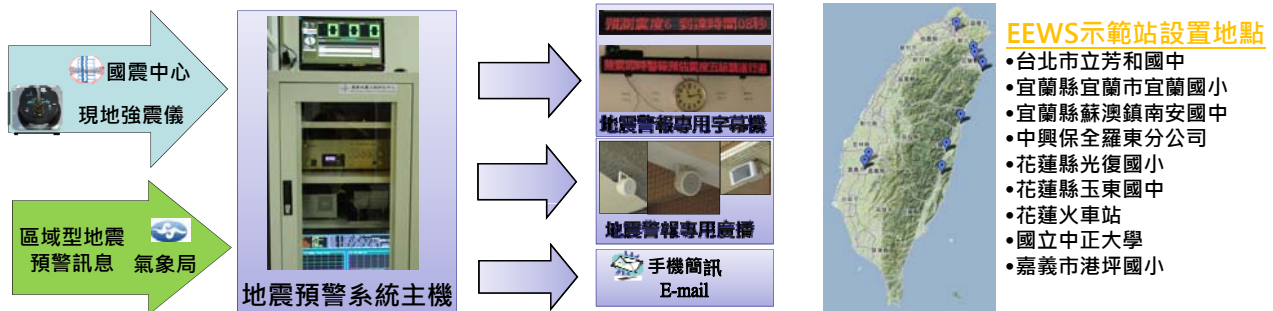 國震中心
現地強震儀
區域型地震
預警訊息 氣象局
地震預警系統主機
預測震度6 到達時間08秒
地震警報專用字幕機
地震警報專用廣播
手機簡訊
E-mail
EEWS示範站設置地點
•台北市立芳和國中
•宜蘭縣宜蘭市宜蘭國小
•宜蘭縣蘇澳鎮南安國中
•中興保全羅東分公司
•花蓮縣光復國小
•花蓮縣玉東國中
•花蓮火車站
•國立中正大學
•嘉義市港坪國小